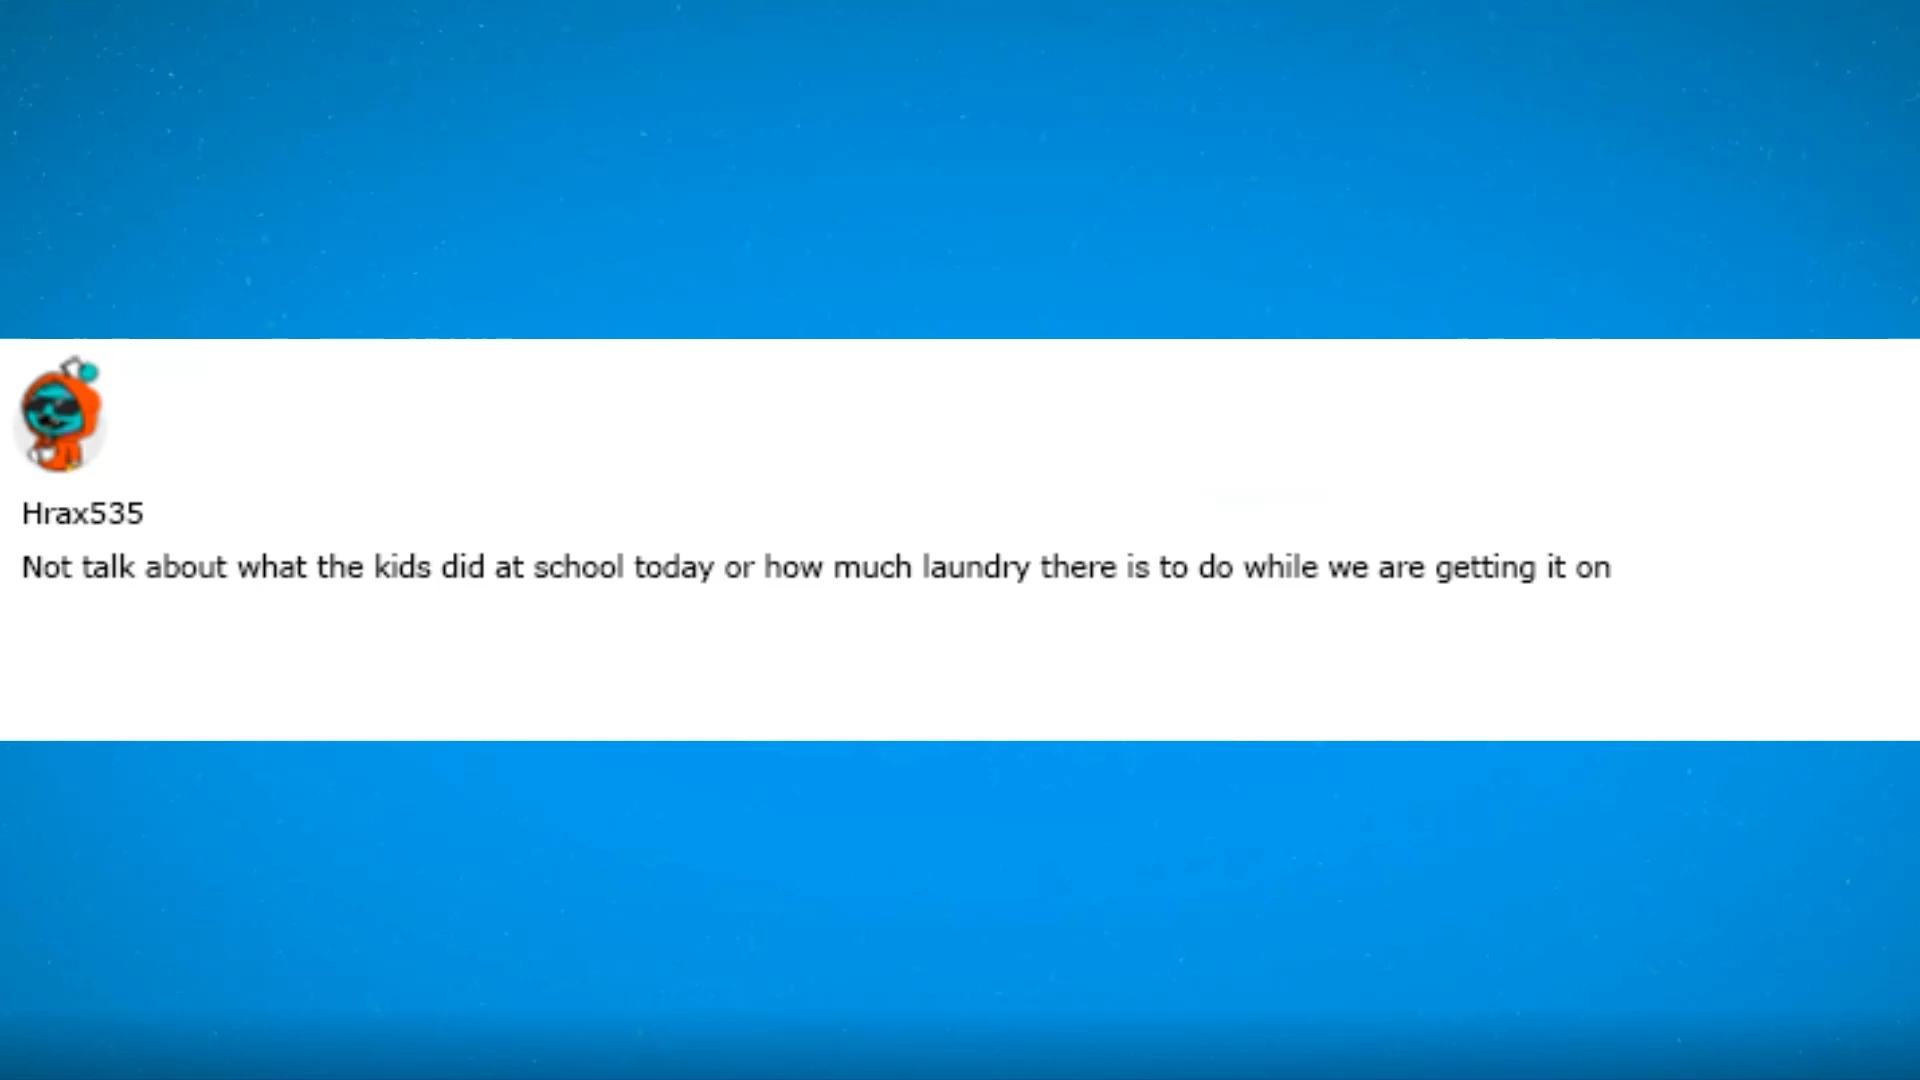 Hrax535
Not talk about what the kids did at school today or how much laundry there is to do while we are getting it on